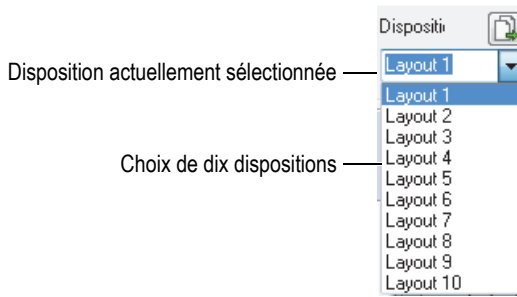 Dispositi
Disposition actuellement sélectionnée
Layout 1
Layout 1
Layout 2
Layout 3
Choix de dix dispositions
Layout 4
Layout 5
Layout 6
Layout 7
Layout 8
Layout 9
Layout 10